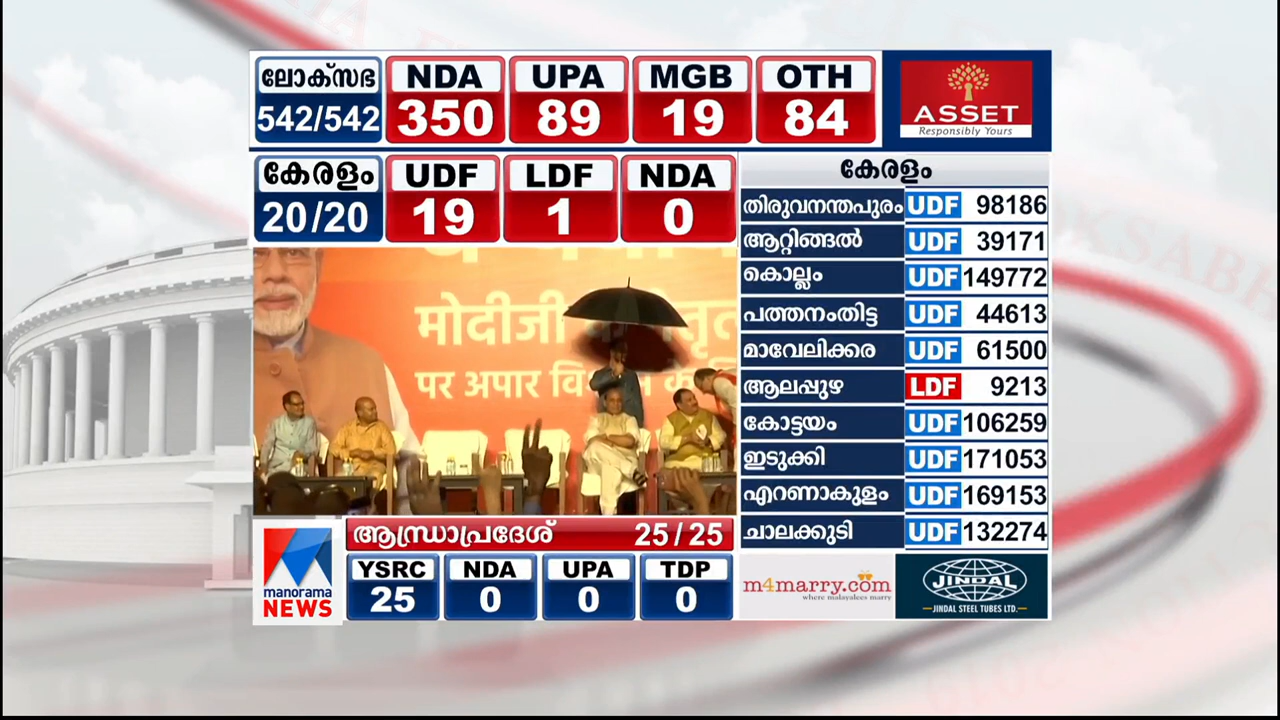 ലോക്സഭ NDA UPA MGB OTH
542/542 350 89 19 84
ASSET
Responsibly Yours
കേരളം UDF LDF NDA
20/20 19 1 0
കേരളം
തിരുവനന്തപുരം UDF 98186
ആറ്റിങ്ങൽ UDF 39171
കൊല്ലം UDF 149772
പത്തനംതിട്ട UDF 44613
മാവേലിക്കര UDF 61500
ആലപ്പുഴ LDF 9213
കോട്ടയം UDF 106259
ഇടുക്കി UDF 171053
എറണാകുളം UDF 169153
ചാലക്കുടി UDF 132274
मोदीजी
पर अपार
manorama
NEWS
ആന്ധ്രാപ്രദേശ് 25/25
YSRC NDA UPA TDP
25 0 0 0
m4marry.com
where malayalees marry
JINDAL
JINDAL STEEL TUBES LTD.